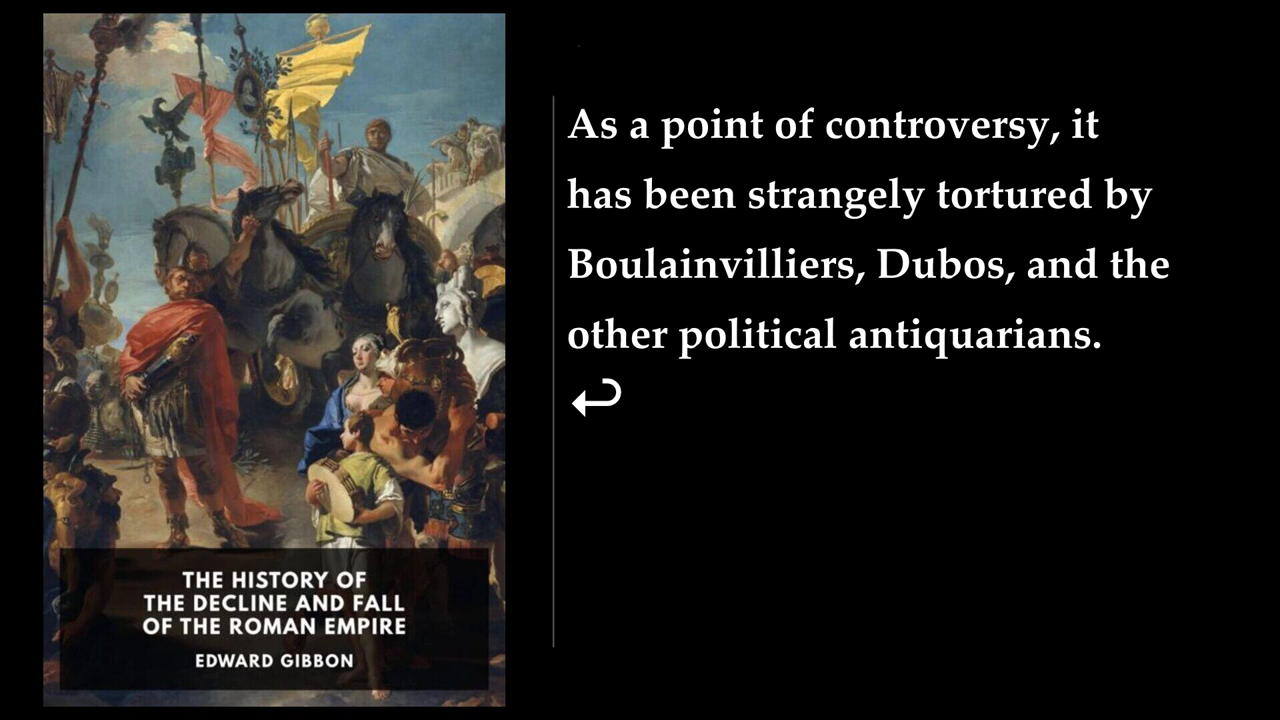 As a point of controversy, it
has been strangely tortured by
Boulainvilliers, Dubos, and the
other political antiquarians.
↩
THE HISTORY OF
THE DECLINE AND FALL
OF THE ROMAN EMPIRE
EDWARD GIBBON